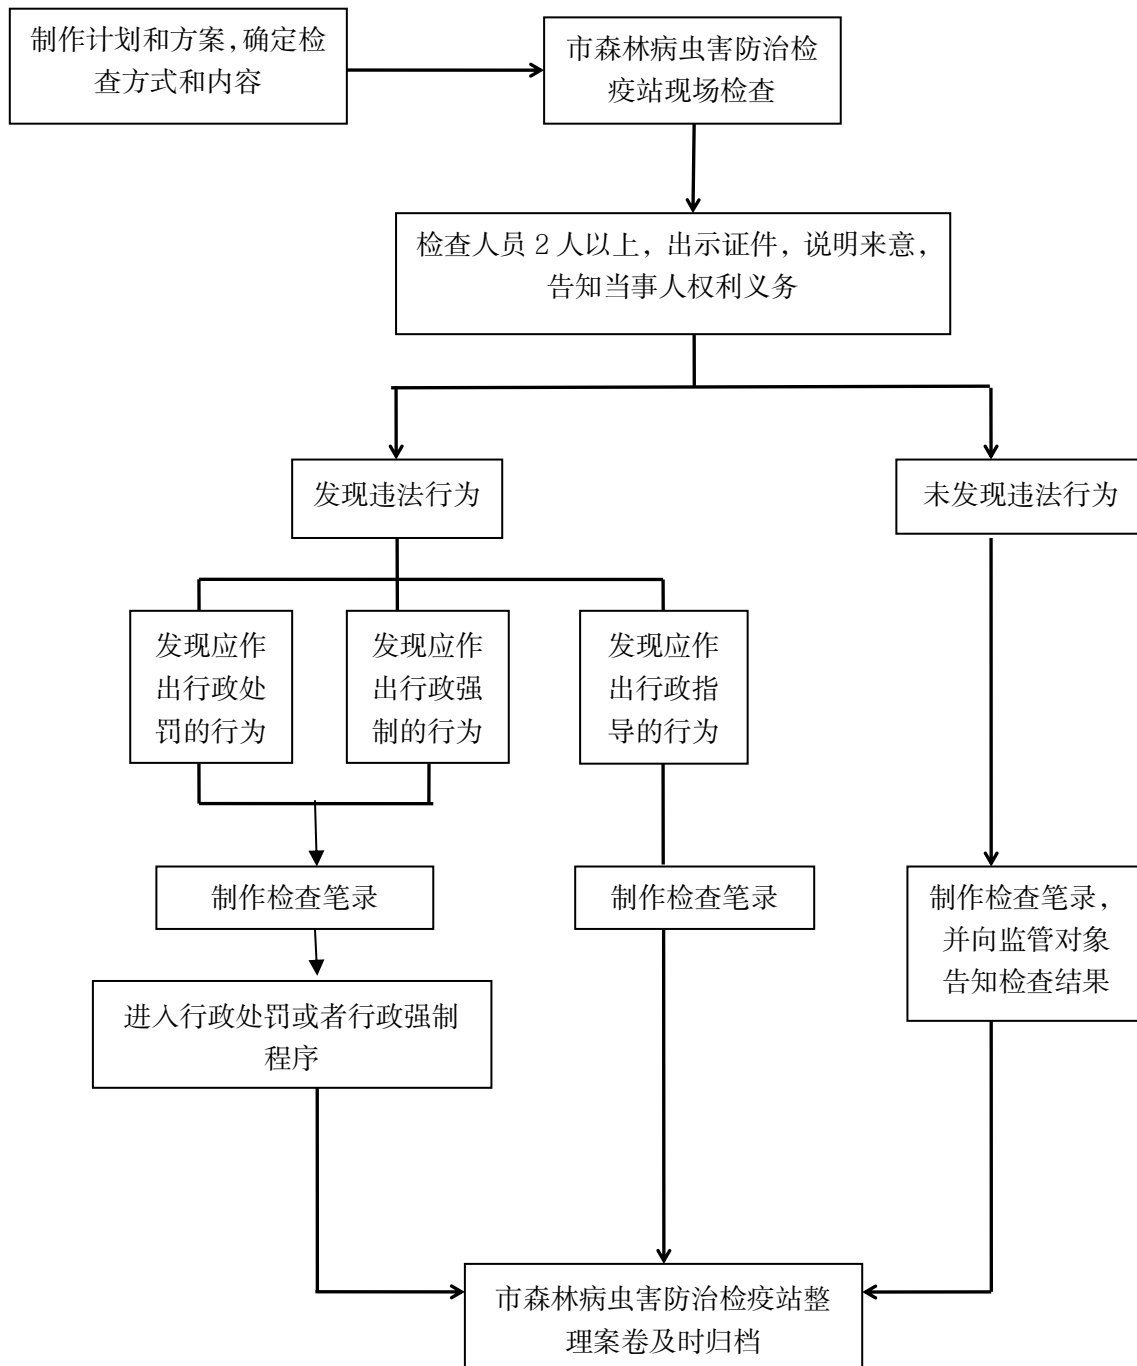 制作计划和方案,确定检
查方式和内容
市森林病虫害防治检
疫站现场检查
检查人员 2 人以上，出示证件，说明来意，
告知当事人权利义务
发现违法行为
未发现违法行为
发现应作
出行政处
罚的行为
发现应作
出行政强
制的行为
发现应作
出行政指
导的行为
制作检查笔录
制作检查笔录
制作检查笔录，
并向监管对象
告知检查结果
进入行政处罚或者行政强制
程序
市森林病虫害防治检疫站整
理案卷及时归档